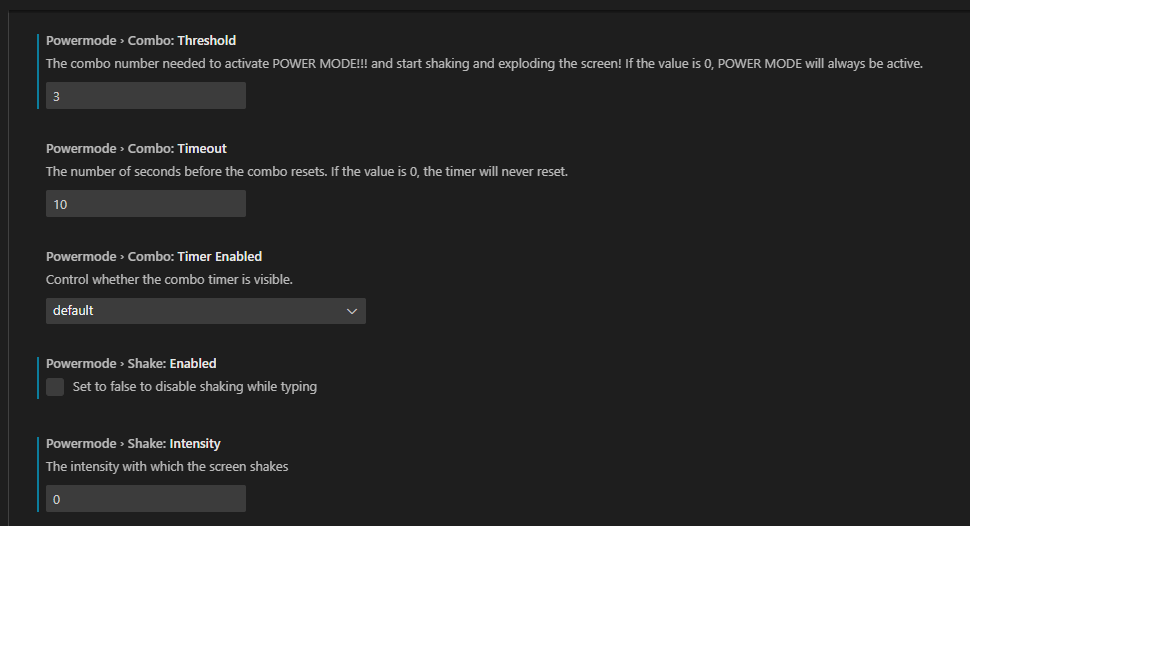 Powermode › Combo: Threshold
The combo number needed to activate POWER MODE!!! and start shaking and exploding the screen! If the value is 0, POWER MODE will always be active.
3
Powermode › Combo: Timeout
The number of seconds before the combo resets. If the value is 0, the timer will never reset.
10
Powermode › Combo: Timer Enabled
Control whether the combo timer is visible.
default
Powermode › Shake: Enabled
Set to false to disable shaking while typing
Powermode › Shake: Intensity
The intensity with which the screen shakes
0